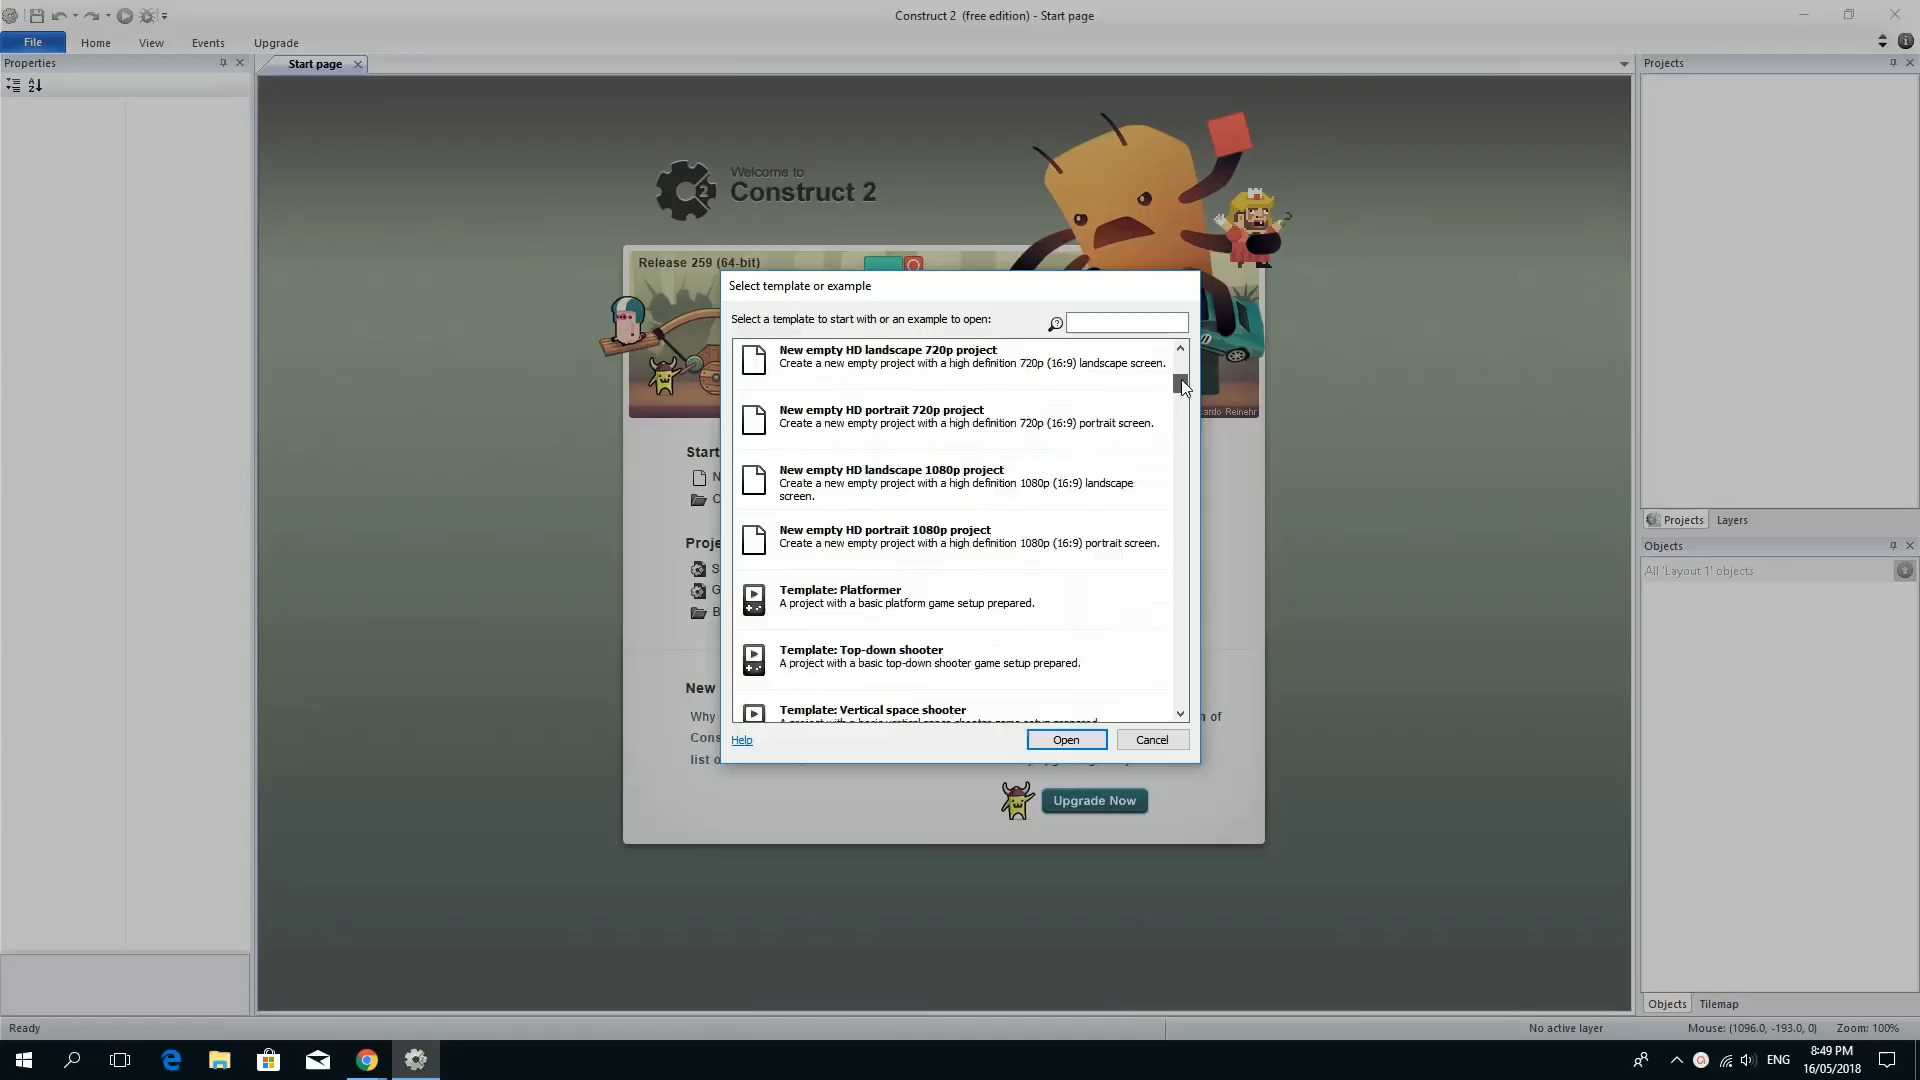 Construct 2 (free edition) - Start page
File
Home
View
Events
Upgrade
Properties
Start page
Projects
Welcome to
Construct 2
Release 259 (64-bit)
Select template or example
Select a template to start with or an example to open:
New empty HD landscape 720p project
Create a new empty project with a high definition 720p (16:9) landscape screen.
New empty HD portrait 720p project
Create a new empty project with a high definition 720p (16:9) portrait screen.
New empty HD landscape 1080p project
Create a new empty project with a high definition 1080p (16:9) landscape
screen.
New empty HD portrait 1080p project
Create a new empty project with a high definition 1080p (16:9) portrait screen.
Template: Platformer
A project with a basic platform game setup prepared.
Template: Top-down shooter
A project with a basic top-down shooter game setup prepared.
Template: Vertical space shooter
Help
Open
Cancel
Reinehr
Start
Proje
New
Why
of
Cons
list o
Upgrade Now
Projects
Layers
Objects
All 'Layout 1' objects
Objects
Tilemap
Ready
No active layer
Mouse: (1096.0, -193.0, 0)
Zoom: 100%
ENG
8:49 PM
16/05/2018